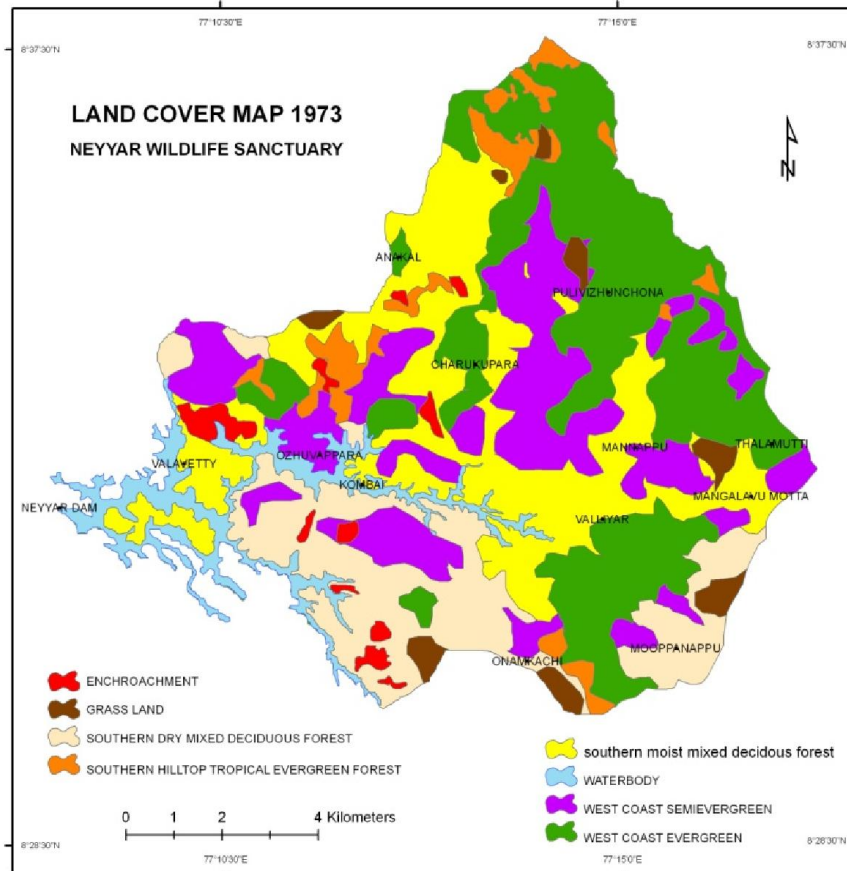 77°10'30"E
77°15'0"E
8°37'30"N
8°37'30"N
LAND COVER MAP 1973
NEYYAR WILDLIFE SANCTUARY
N
ANAKAL
PULIVIZHUNCHONA
CHARUKUPARA
OZHUVAPPARA
MANNAPPU
THALAMUTTI
VALAVETTY
KOMBAI
MANGALAVU MOTTA
NEYYAR DAM
VALLIYAR
MOOPPANAPPU
ONAMKACHI
ENCHROACHMENT
GRASS LAND
SOUTHERN DRY MIXED DECIDUOUS FOREST
SOUTHERN HILLTOP TROPICAL EVERGREEN FOREST
southern moist mixed decidous forest
WATERBODY
WEST COAST SEMIEVERGREEN
WEST COAST EVERGREEN
0 1 2 4 Kilometers
8°28'30"N
8°28'30"N
77°10'30"E
77°15'0"E